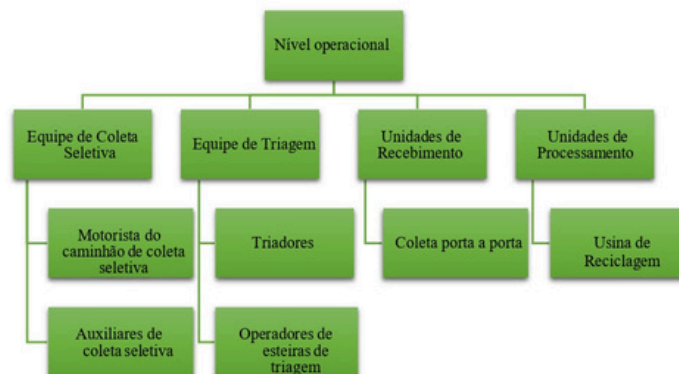 Nível operacional
Equipe de Coleta
Seletiva
Equipe de Triagem
Unidades de
Recebimento
Unidades de
Processamento
Motorista do
caminhão de coleta
seletiva
Triadores
Coleta porta a porta
Usina de
Reciclagem
Auxiliares de
coleta seletiva
Operadores de
esteiras de
triagem